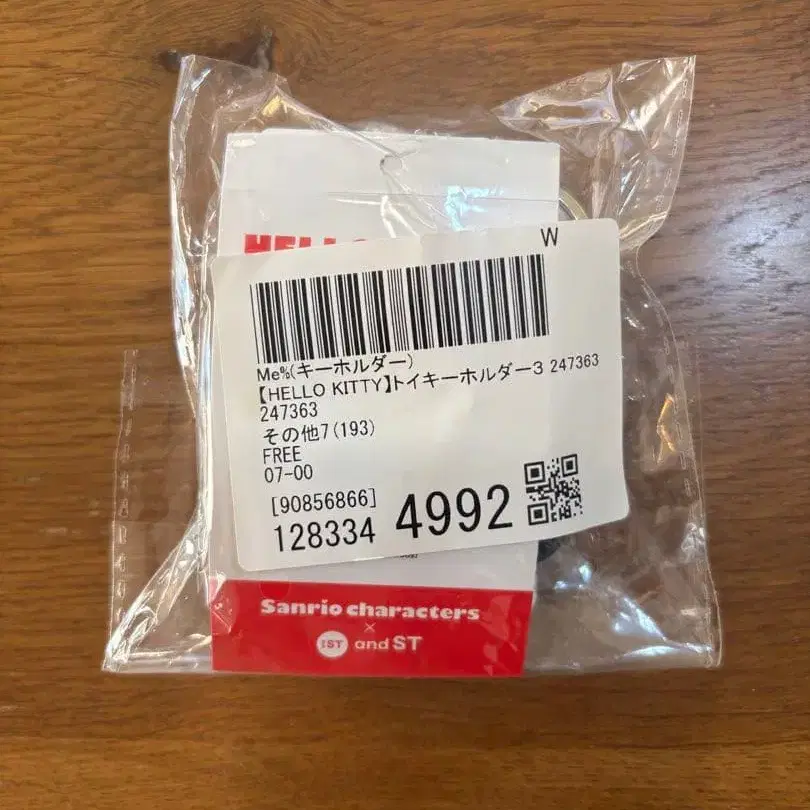 HELLO
W
Me%(キーホルダー)
【HELLO KITTY】トイキーホルダー3 247363
247363
その他7(193)
FREE
07-00
[90856866]
128334 4992
Sanrio characters
×
and ST